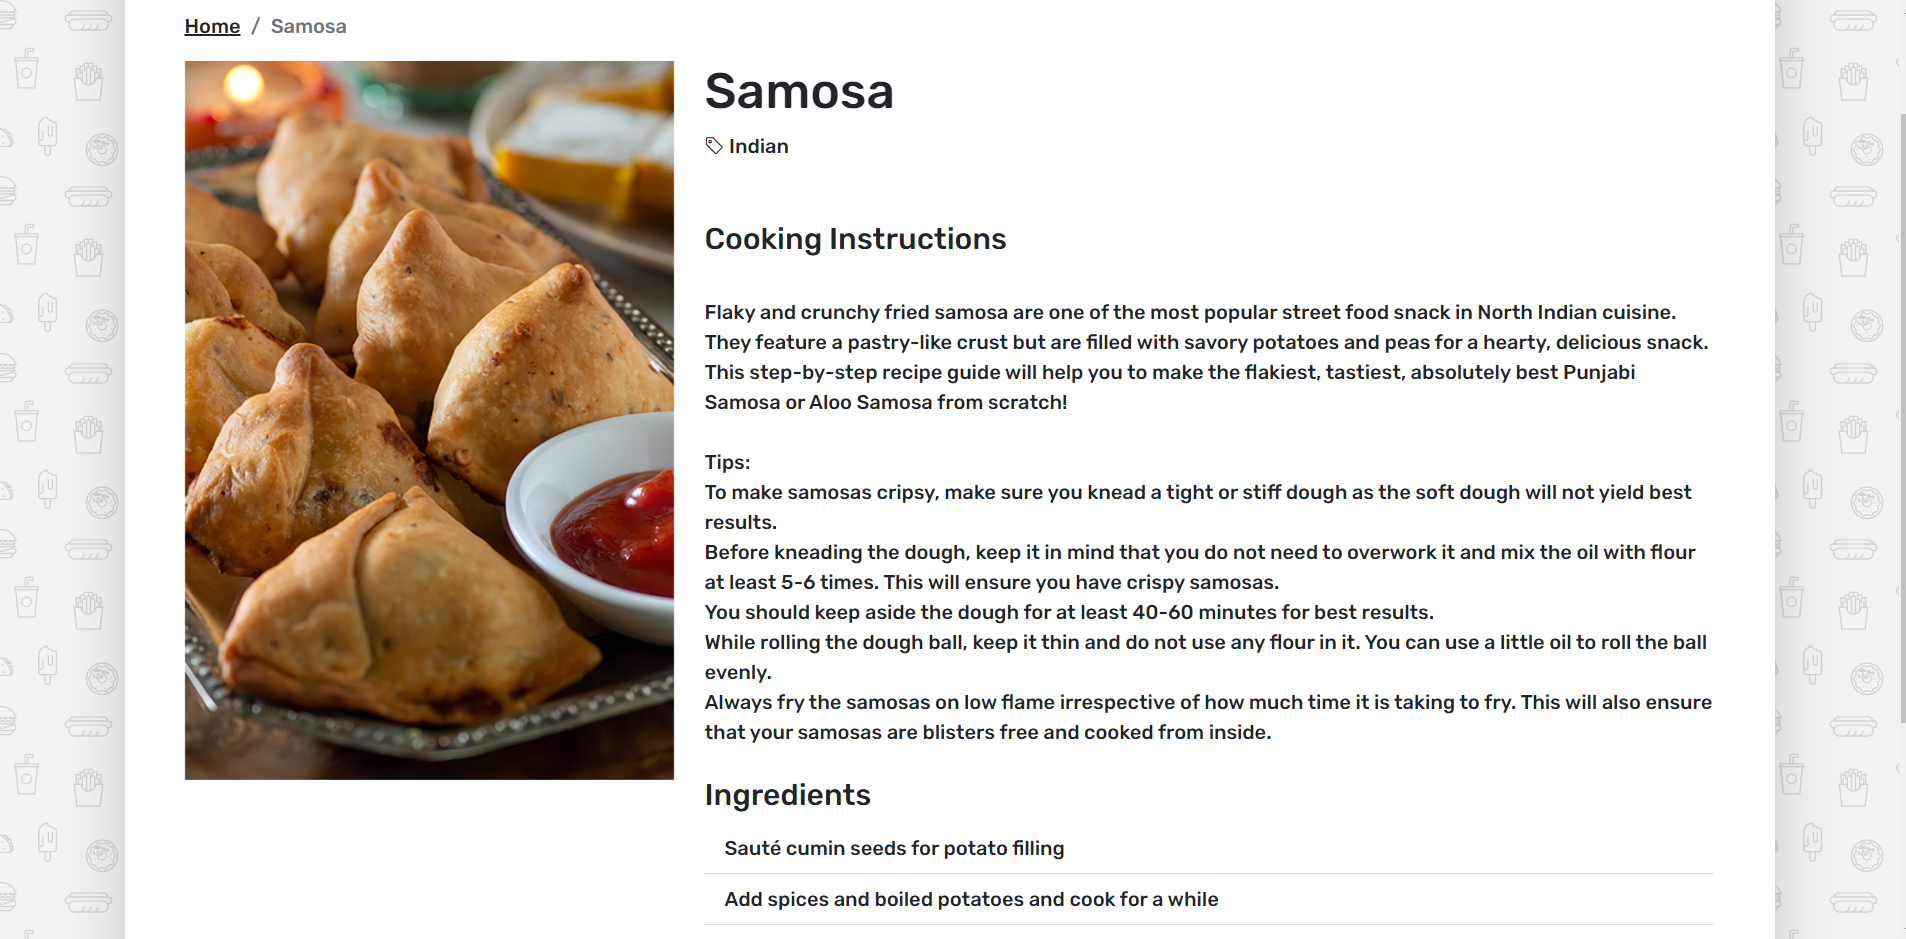 Home / Samosa
Samosa
Indian
Cooking Instructions
Flaky and crunchy fried samosa are one of the most popular street food snack in North Indian cuisine.
They feature a pastry-like crust but are filled with savory potatoes and peas for a hearty, delicious snack.
This step-by-step recipe guide will help you to make the flakiest, tastiest, absolutely best Punjabi
Samosa or Aloo Samosa from scratch!
Tips:
To make samosas cripsy, make sure you knead a tight or stiff dough as the soft dough will not yield best
results.
Before kneading the dough, keep it in mind that you do not need to overwork it and mix the oil with flour
at least 5-6 times. This will ensure you have crispy samosas.
You should keep aside the dough for at least 40-60 minutes for best results.
While rolling the dough ball, keep it thin and do not use any flour in it. You can use a little oil to roll the ball
evenly.
Always fry the samosas on low flame irrespective of how much time it is taking to fry. This will also ensure
that your samosas are blisters free and cooked from inside.
Ingredients
Sauté cumin seeds for potato filling
Add spices and boiled potatoes and cook for a while